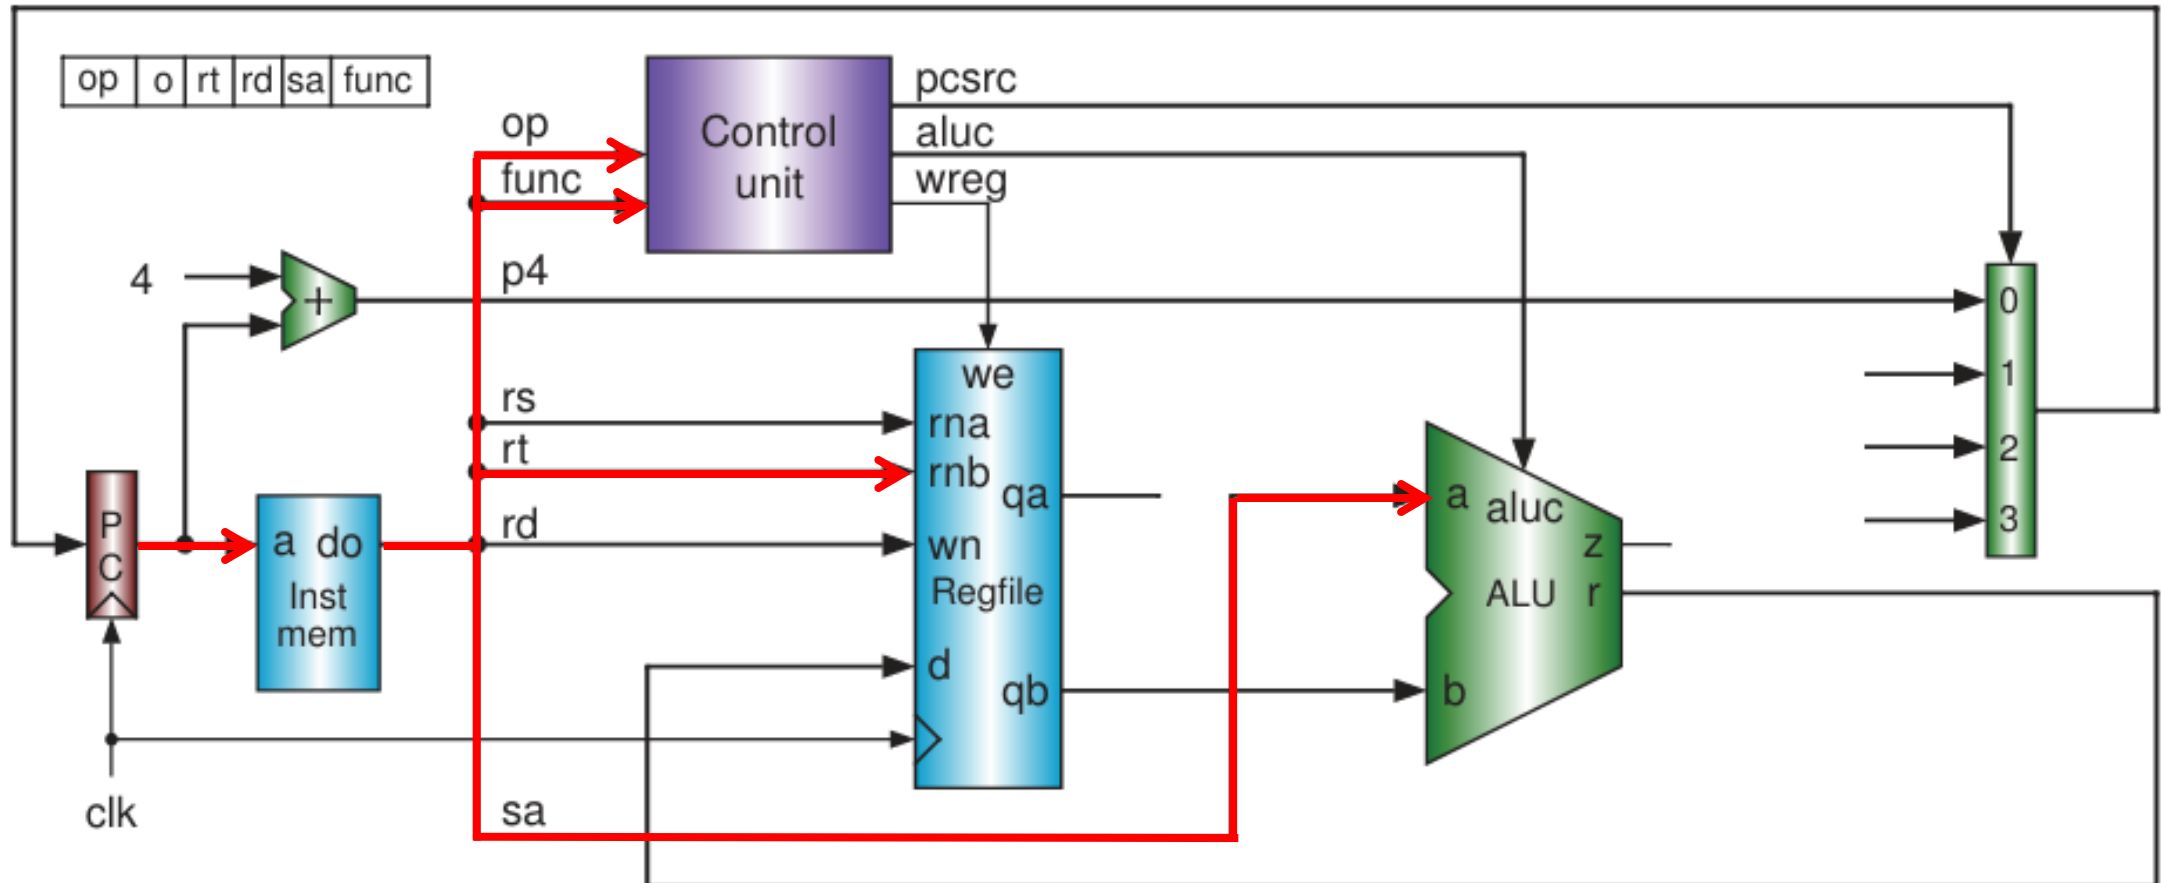 op o rt rd sa func
pcsrc
op
Control
unit
aluc
func
wreg
4
+
p4
0
we
1
rs
rna
rt
rnb
2
qa
a
aluc
P
C
a do
rd
wn
z
3
Inst
mem
Regfile
ALU
r
d
qb
b
clk
sa